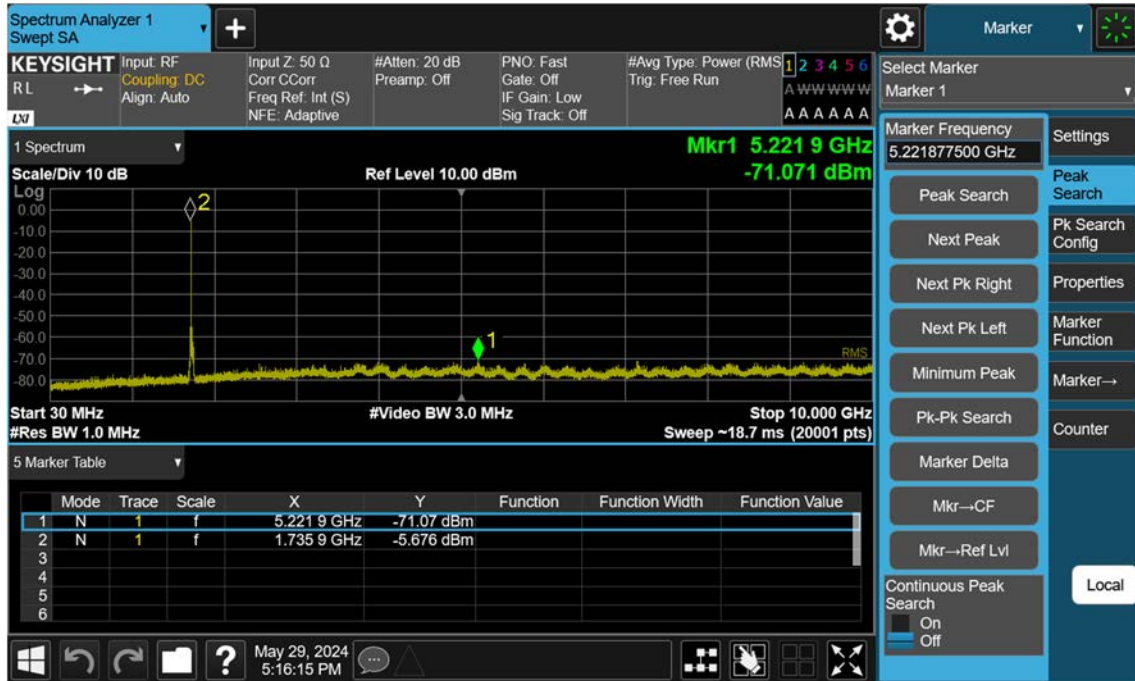 Spectrum Analyzer 1
Swept SA
+
Marker
KEYSIGHT
RL
LXI
Input: RF
Coupling: DC
Align: Auto
Input Z: 50 Ω
Corr CCorr
Freq Ref: Int (S)
NFE: Adaptive
#Atten: 20 dB
Preamp: Off
PNO: Fast
Gate: Off
IF Gain: Low
Sig Track: Off
#Avg Type: Power (RMS
Trig: Free Run
1 2 3 4 5 6
A W W W W W
A A A A A A
Select Marker
Marker 1
1 Spectrum
Mkr1 5.221 9 GHz
-71.071 dBm
Scale/Div 10 dB
Ref Level 10.00 dBm
Log
0.00
-10.0
-20.0
-30.0
-40.0
-50.0
-60.0
-70.0
-80.0
2
1
RMS
Start 30 MHz
#Video BW 3.0 MHz
Stop 10.000 GHz
#Res BW 1.0 MHz
Sweep ~18.7 ms (20001 pts)
5 Marker Table
Mode Trace Scale X Y Function Function Width Function Value
1 N 1 f 5.221 9 GHz -71.07 dBm
2 N 1 f 1.735 9 GHz -5.676 dBm
3
4
5
6
Marker Frequency
5.221877500 GHz
Peak Search
Next Peak
Next Pk Right
Next Pk Left
Minimum Peak
Pk-Pk Search
Marker Delta
Mkr→CF
Mkr→Ref Lvl
Continuous Peak
Search
On
Off
Settings
Peak
Search
Pk Search
Config
Properties
Marker
Function
Marker→
Counter
Local
?
May 29, 2024
5:16:15 PM